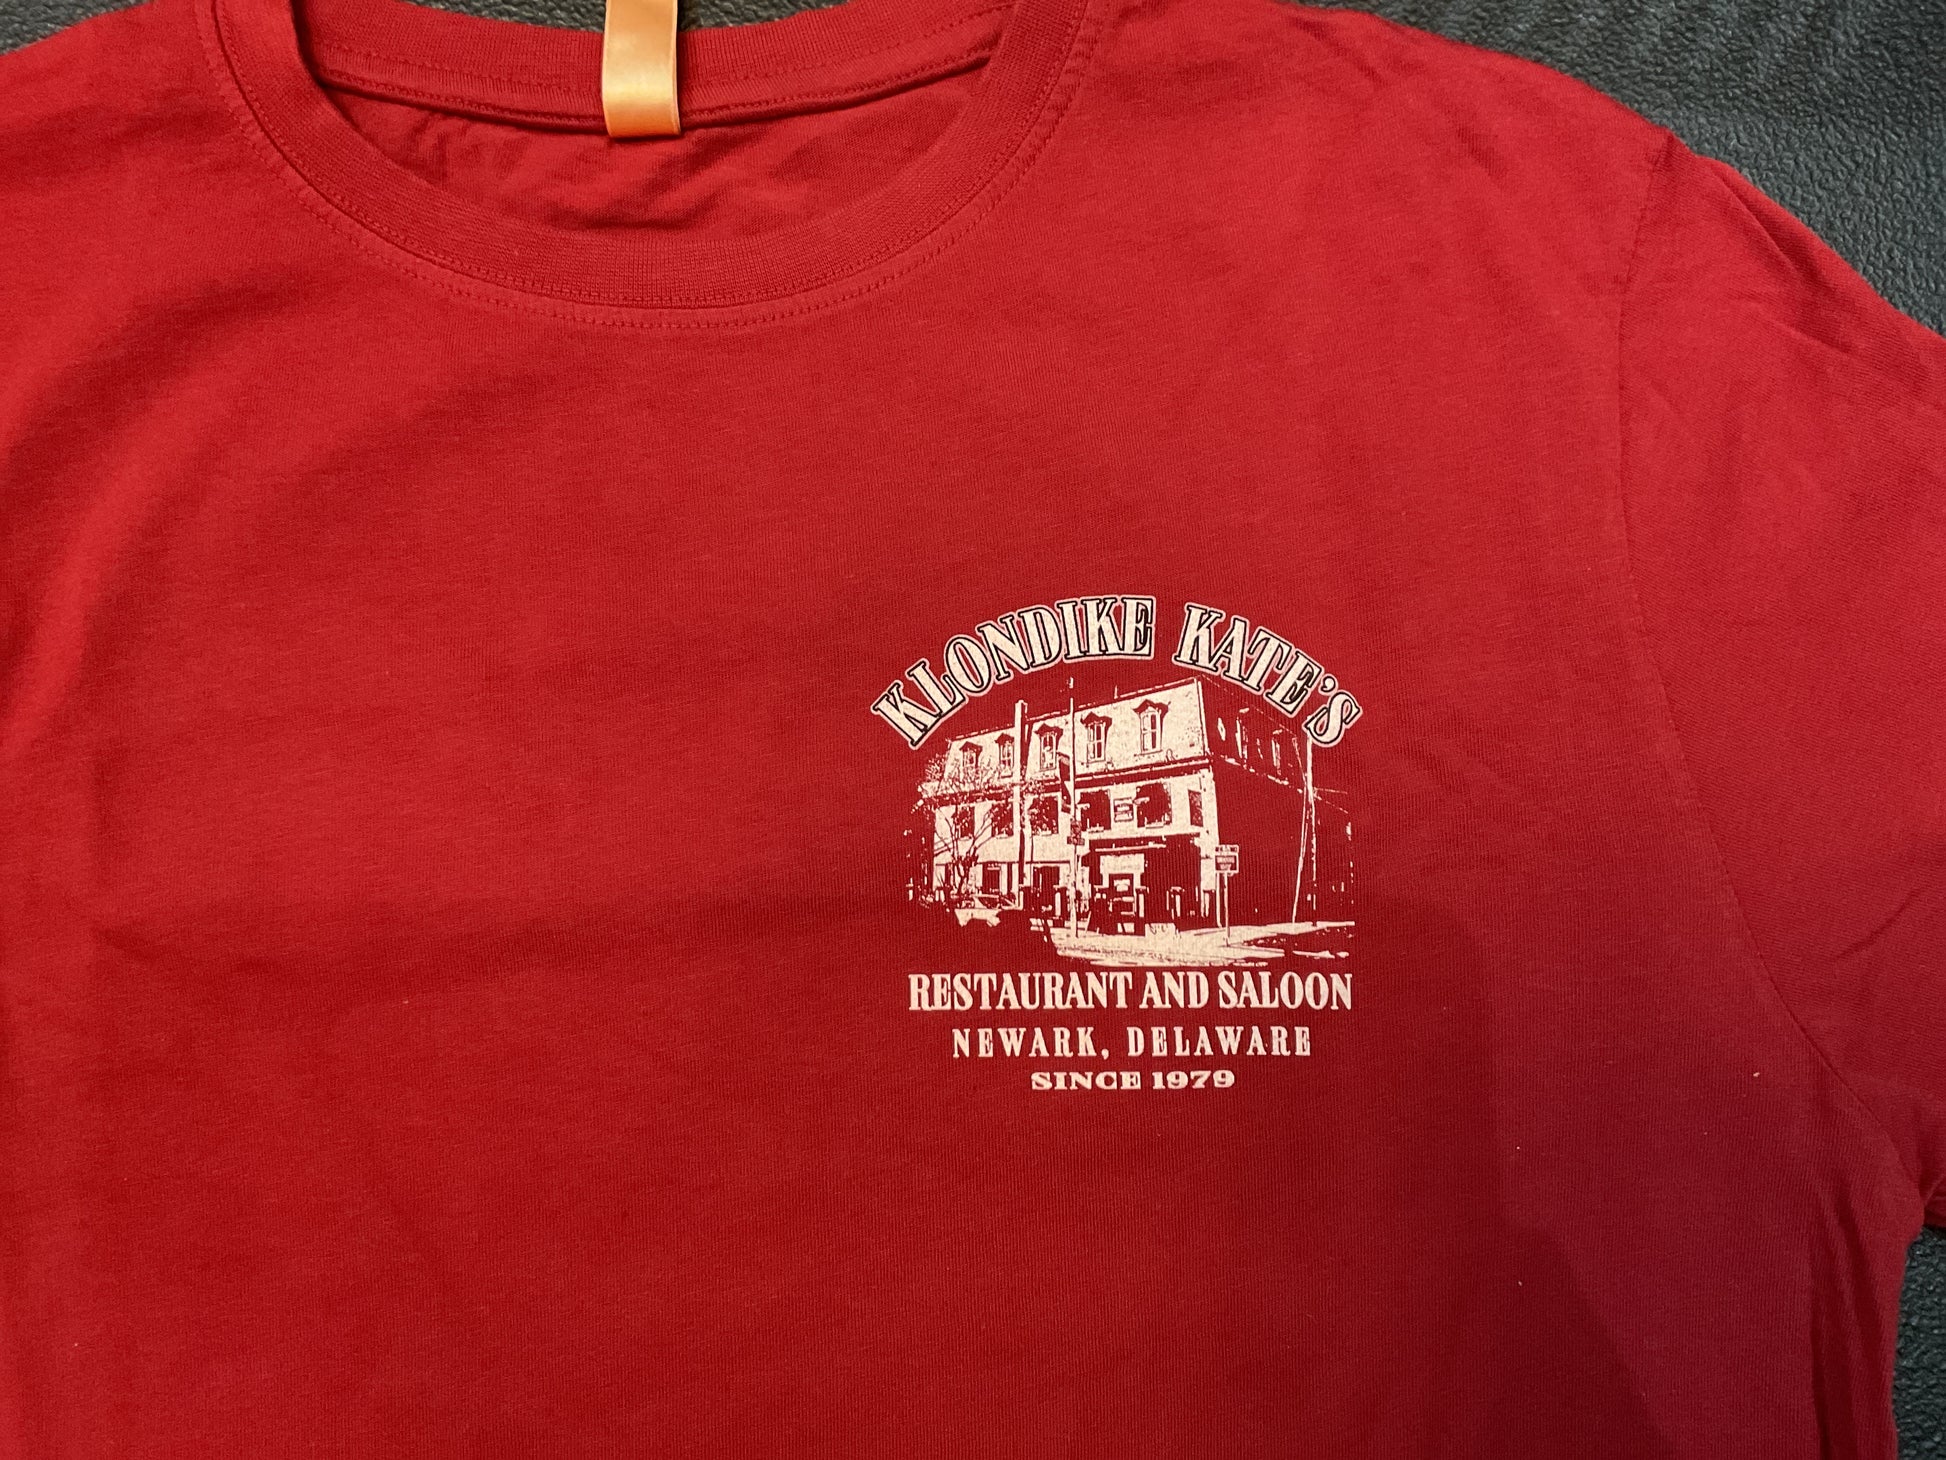 KLONDIKE KATE'S
RESTAURANT AND SALOON
NEWARK, DELAWARE
SINCE 1979